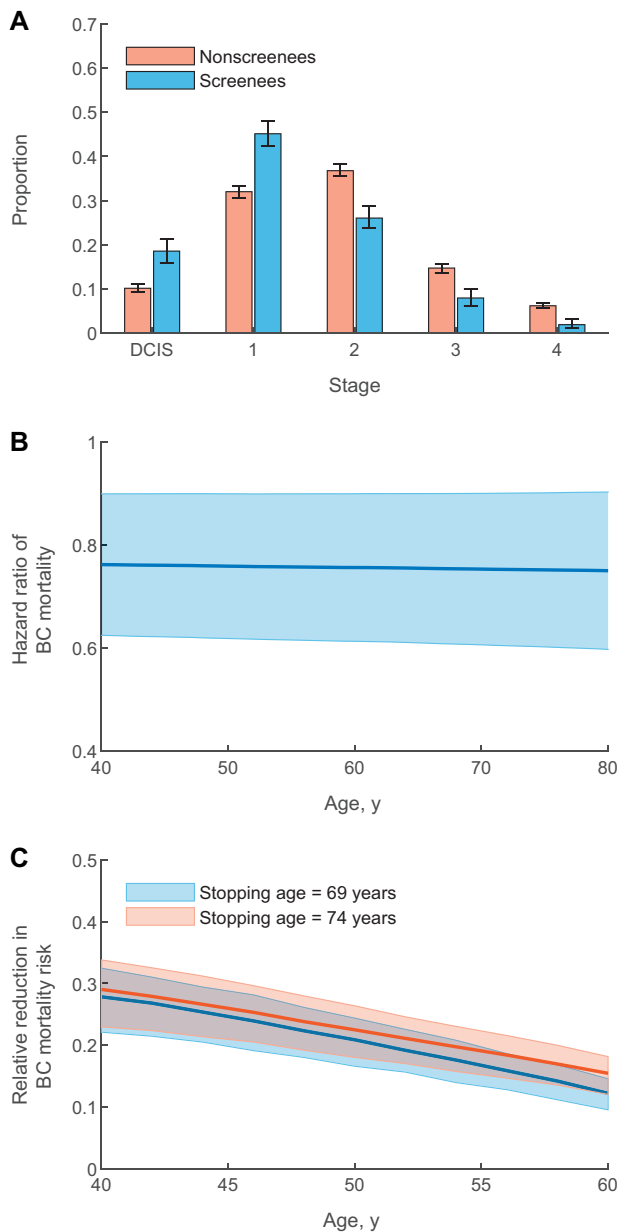 A
0.7
0.6
0.5
0.4
0.3
0.2
0.1
0
Proportion
Nonscreenees
Screenees
DCIS 1 2 3 4
Stage
B
1
0.8
0.6
0.4
Hazard ratio of
BC mortality
40 50 60 70 80
Age, y
C
0.5
0.4
0.3
0.2
0.1
0
Relative reduction in
BC mortality risk
Stopping age = 69 years
Stopping age = 74 years
40 45 50 55 60
Age, y